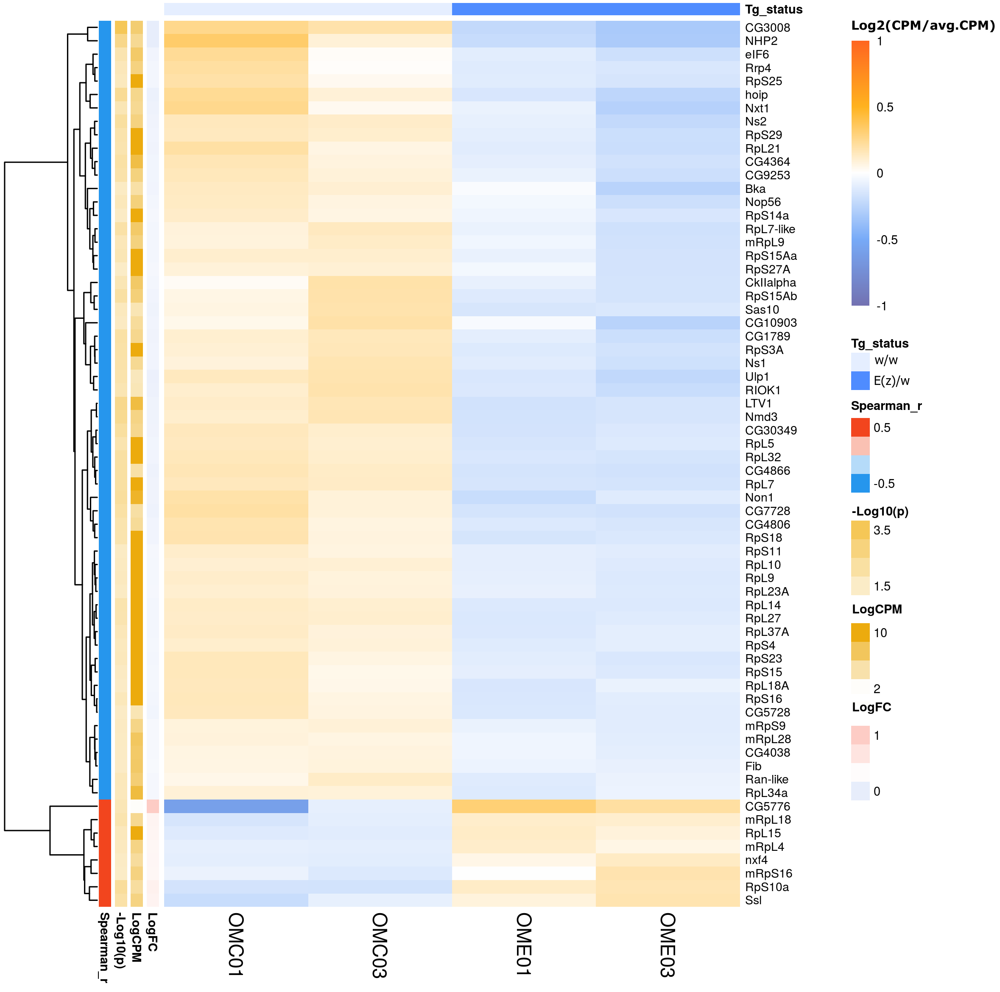 Tg_status
CG3008
NHP2
eIF6
Rrp4
RpS25
hoip
Nxt1
Ns2
RpS29
RpL21
CG4364
CG9253
Bka
Nop56
RpS14a
RpL7-like
mRpL9
RpS15Aa
RpS27A
CkIIalpha
RpS15Ab
Sas10
CG10903
CG1789
RpS3A
Ns1
Ulp1
RIOK1
LTV1
Nmd3
CG30349
RpL5
RpL32
CG4866
RpL7
Non1
CG7728
CG4806
RpS18
RpS11
RpL10
RpL9
RpL23A
RpL14
RpL27
RpL37A
RpS4
RpS23
RpS15
RpL18A
RpS16
CG5728
mRpS9
mRpL28
CG4038
Fib
Ran-like
RpL34a
CG5776
mRpL18
RpL15
mRpL4
nxf4
mRpS16
RpS10a
Ssl
Spearman_r
-Log10(p)
LogCPM
LogFC
OMC01
OMC03
OME01
OME03
Log2(CPM/avg.CPM)
1
0.5
0
-0.5
-1
Tg_status
w/w
E(z)/w
Spearman_r
0.5
-0.5
-Log10(p)
3.5
1.5
LogCPM
10
2
LogFC
1
0